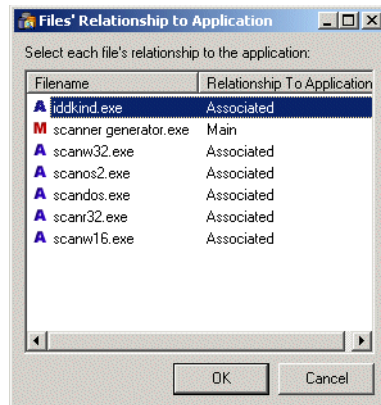 Files' Relationship to Application
Select each file's relationship to the application:
Filename Relationship To Application
A iddkind.exe Associated
M scanner generator.exe Main
A scanw32.exe Associated
A scanos2.exe Associated
A scandos.exe Associated
A scanr32.exe Associated
A scanw16.exe Associated
OK Cancel